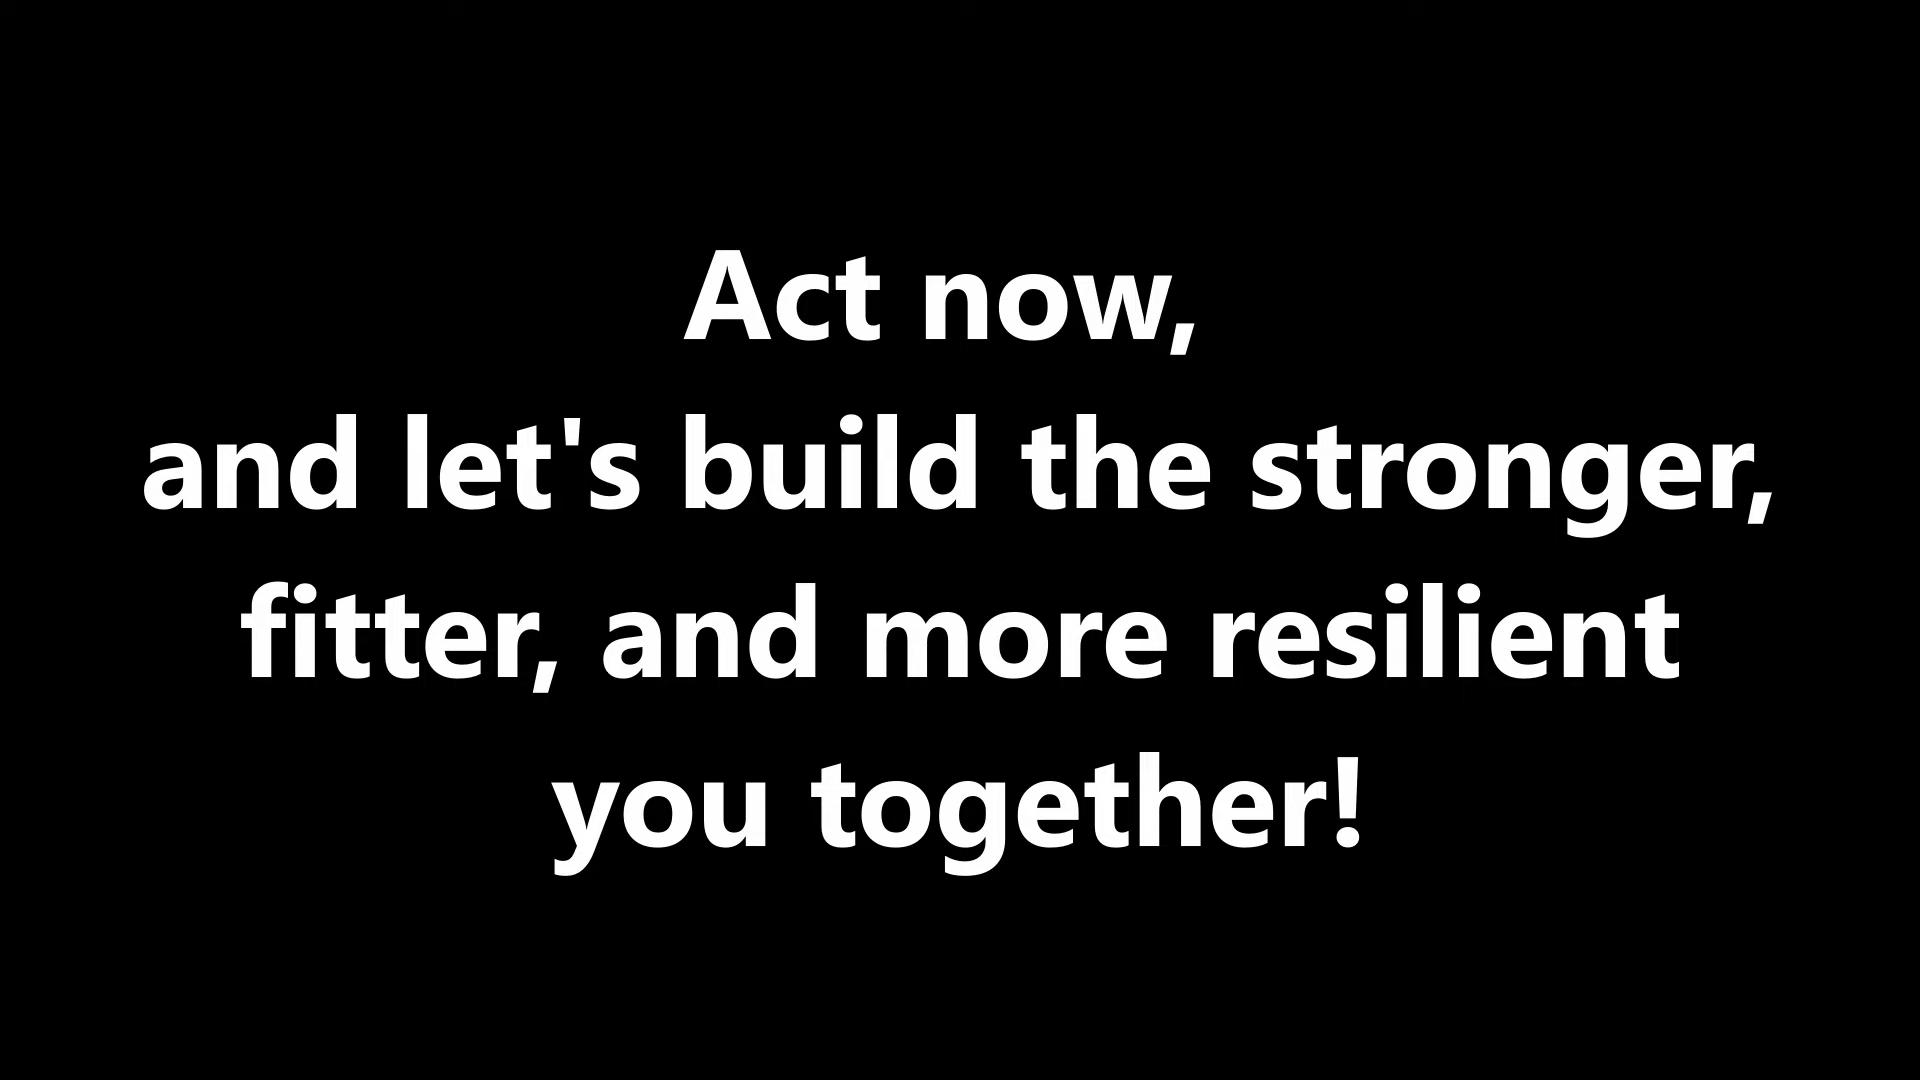 Act now,
and let's build the stronger,
fitter, and more resilient
you together!